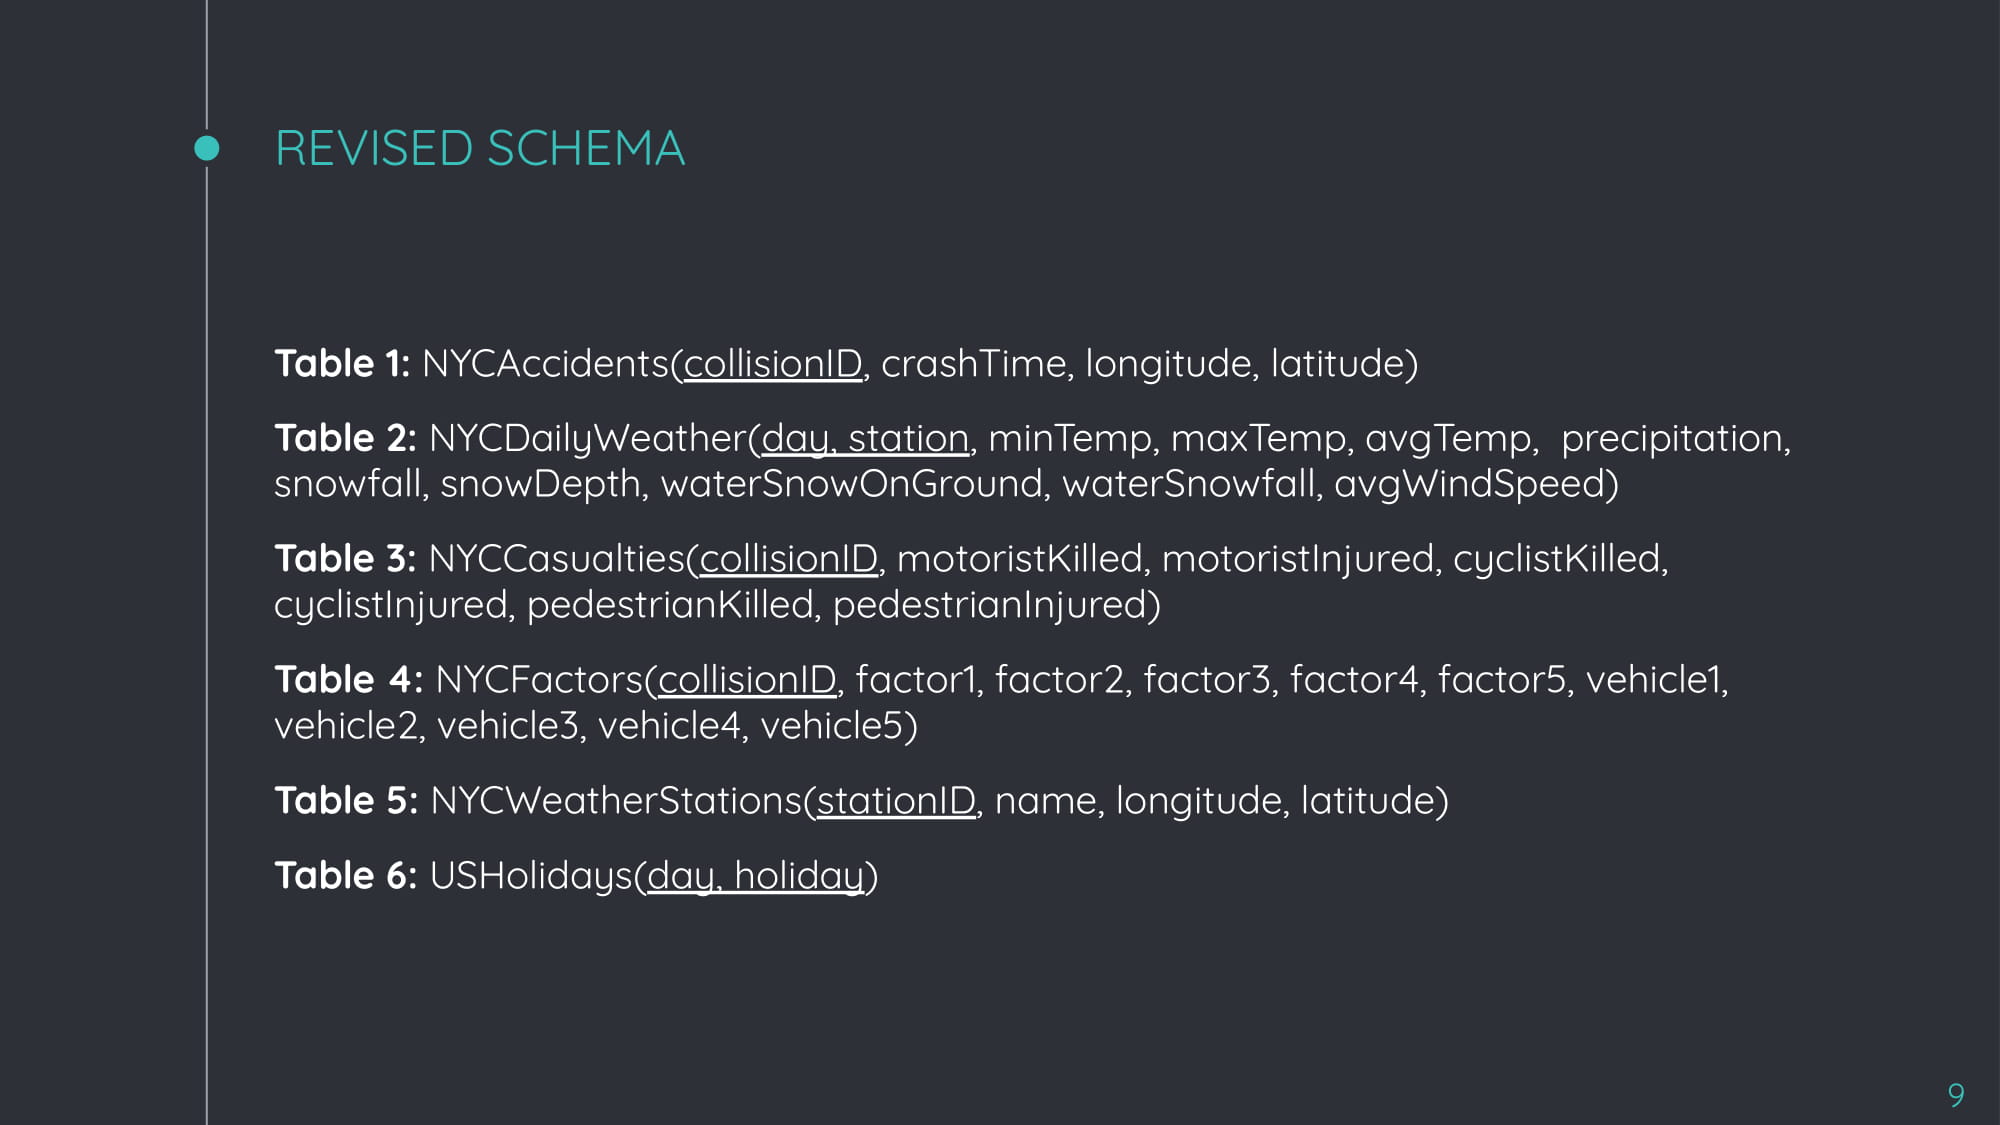 REVISED SCHEMA
Table 1: NYCAccidents(collisionID, crashTime, longitude, latitude)
Table 2: NYCDailyWeather(day, station, minTemp, maxTemp, avgTemp,  precipitation,
snowfall, snowDepth, waterSnowOnGround, waterSnowfall, avgWindSpeed)
Table 3: NYCCasualties(collisionID, motoristKilled, motoristInjured, cyclistKilled,
cyclistInjured, pedestrianKilled, pedestrianInjured)
Table 4: NYCFactors(collisionID, factor1, factor2, factor3, factor4, factor5, vehicle1,
vehicle2, vehicle3, vehicle4, vehicle5)
Table 5: NYCWeatherStations(stationID, name, longitude, latitude)
Table 6: USHolidays(day, holiday)
9